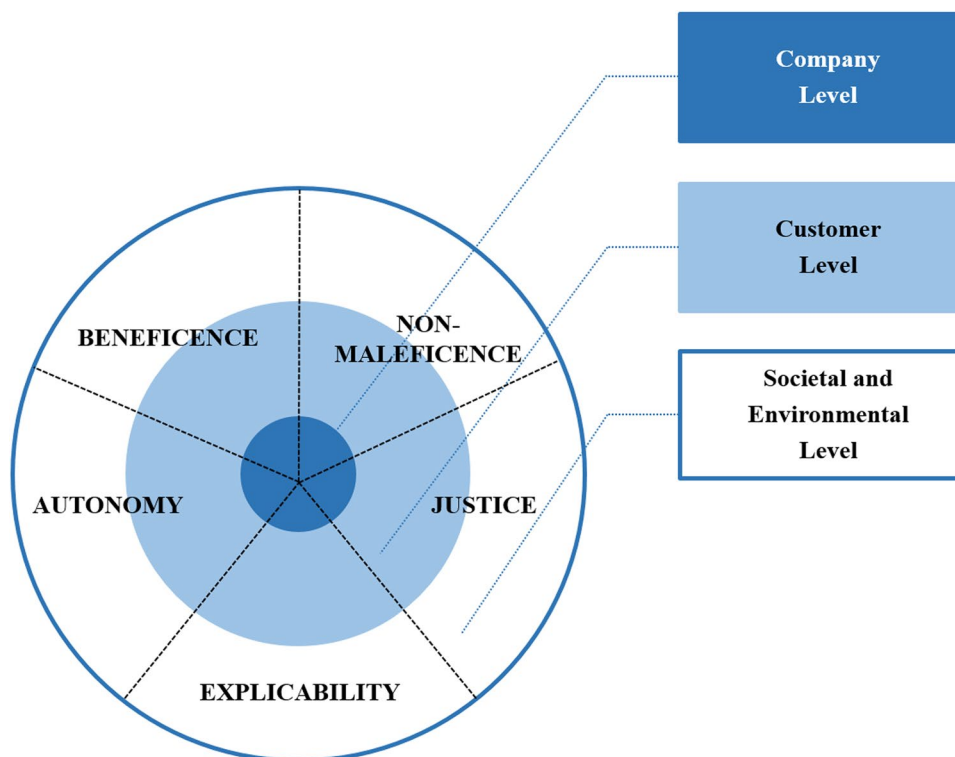 Company
Level
Customer
Level
Societal and
Environmental
Level
BENEFICENCE
NON-
MALEFICENCE
AUTONOMY
JUSTICE
EXPLICABILITY